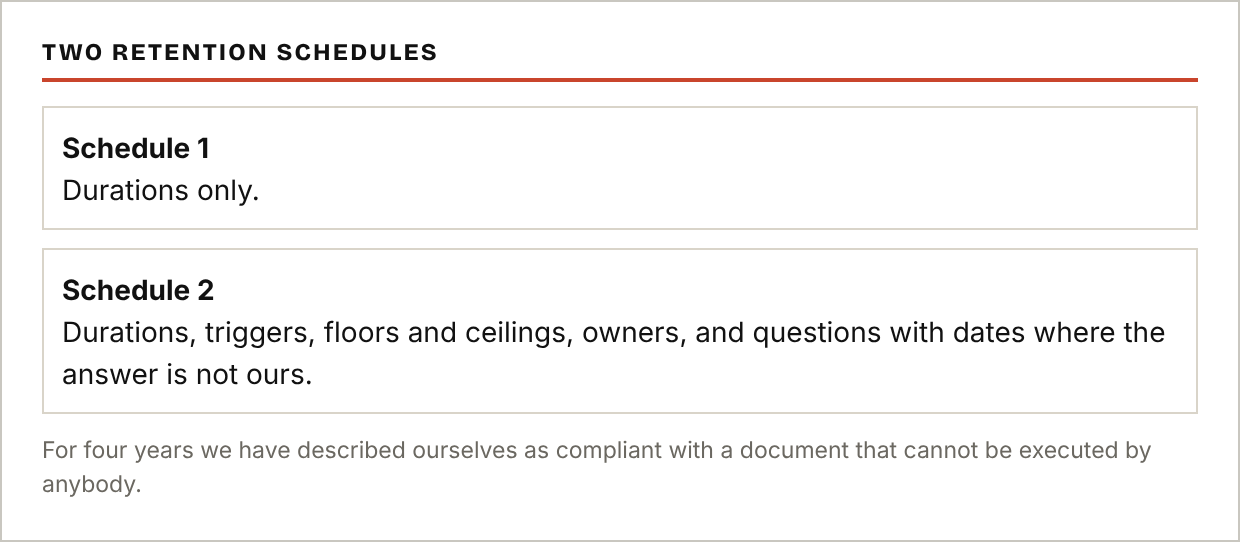 TWO RETENTION SCHEDULES
Schedule 1
Durations only.
Schedule 2
Durations, triggers, floors and ceilings, owners, and questions with dates where the
answer is not ours.
For four years we have described ourselves as compliant with a document that cannot be executed by
anybody.